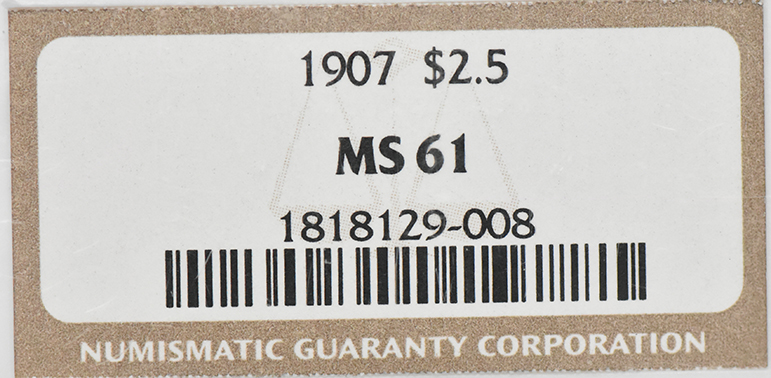 1907 $2.5
MS 61
1818129-008
NUMISMATIC GUARANTY CORPORATION